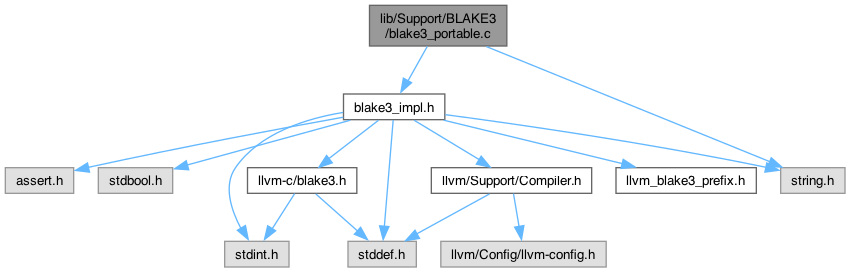 lib/Support/BLAKE3
/blake3_portable.c
blake3_impl.h
assert.h
stdbool.h
llvm-c/blake3.h
llvm/Support/Compiler.h
llvm_blake3_prefix.h
string.h
stdint.h
stddef.h
llvm/Config/llvm-config.h